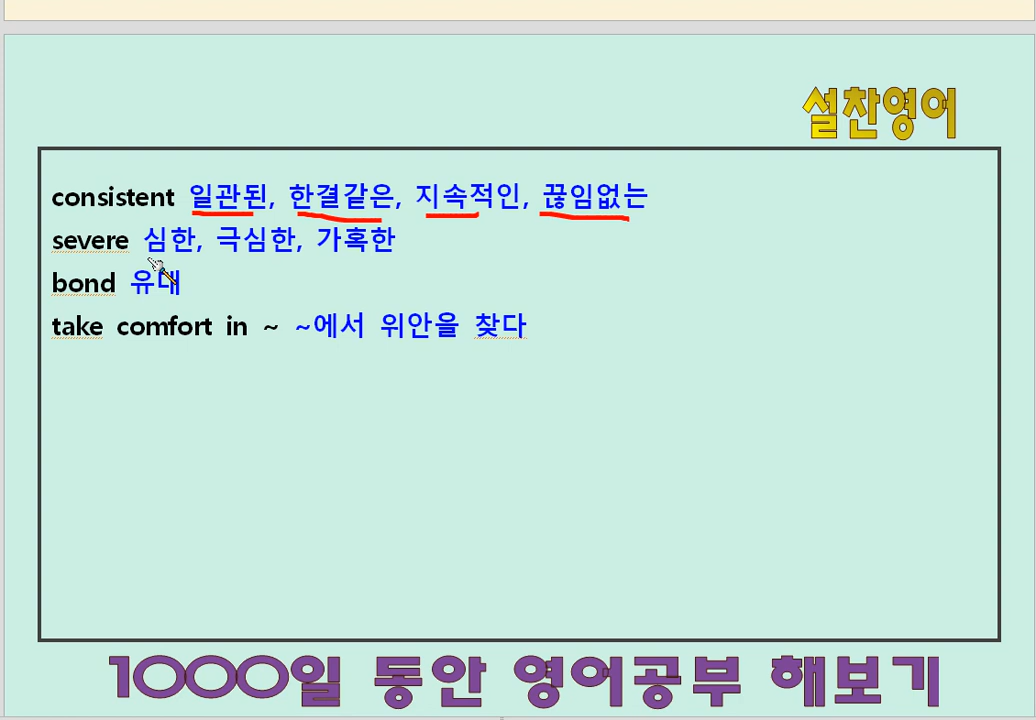 설찬영어
consistent 일관된, 한결같은, 지속적인, 끊임없는
severe 심한, 극심한, 가혹한
bond 유대
take comfort in ~ ~에서 위안을 찾다
1000일 동안 영어공부 해보기